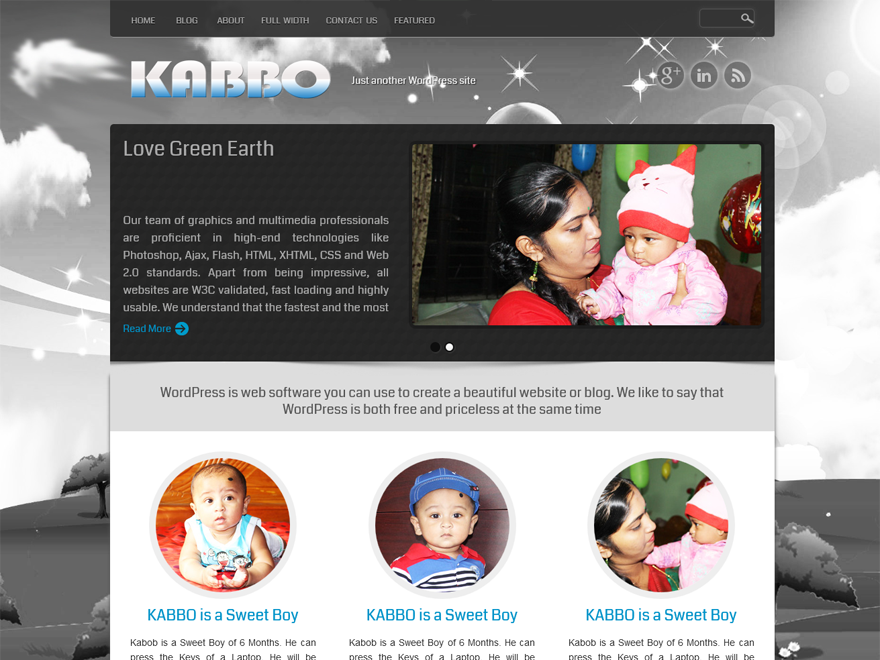 HOME BLOG ABOUT FULL WIDTH CONTACT US FEATURED
KABBO
Just another WordPress site
g+ in
Love Green Earth
Our team of graphics and multimedia professionals
are proficient in high-end technologies like
Photoshop, Ajax, Flash, HTML, XHTML, CSS and Web
2.0 standards. Apart from being impressive, all
websites are W3C validated, fast loading and highly
usable. We understand that the fastest and the most
Read More
WordPress is web software you can use to create a beautiful website or blog. We like to say that
WordPress is both free and priceless at the same time
KABBO is a Sweet Boy
Kabob is a Sweet Boy of 6 Months. He can
press the Keys of a Laptop. He will be
KABBO is a Sweet Boy
Kabob is a Sweet Boy of 6 Months. He can
press the Keys of a Laptop. He will be
KABBO is a Sweet Boy
Kabob is a Sweet Boy of 6 Months. He can
press the Keys of a Laptop. He will be